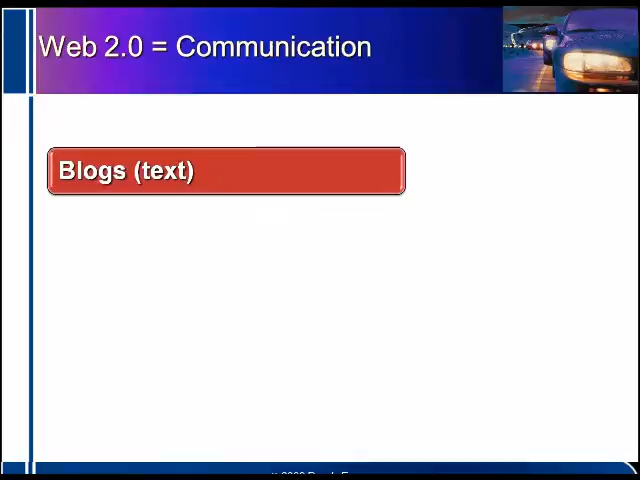 Web 2.0 = Communication
Blogs (text)